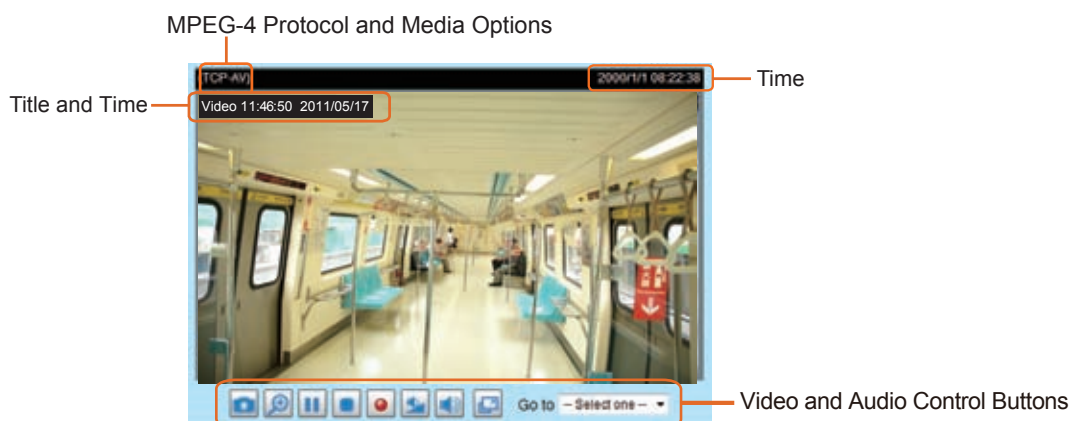 MPEG-4 Protocol and Media Options
(TCP-AV)
2000/1/1 08:22:38
Time
Title and Time
Video 11:46:50 2011/05/17
Go to
-- Select one --
Video and Audio Control Buttons